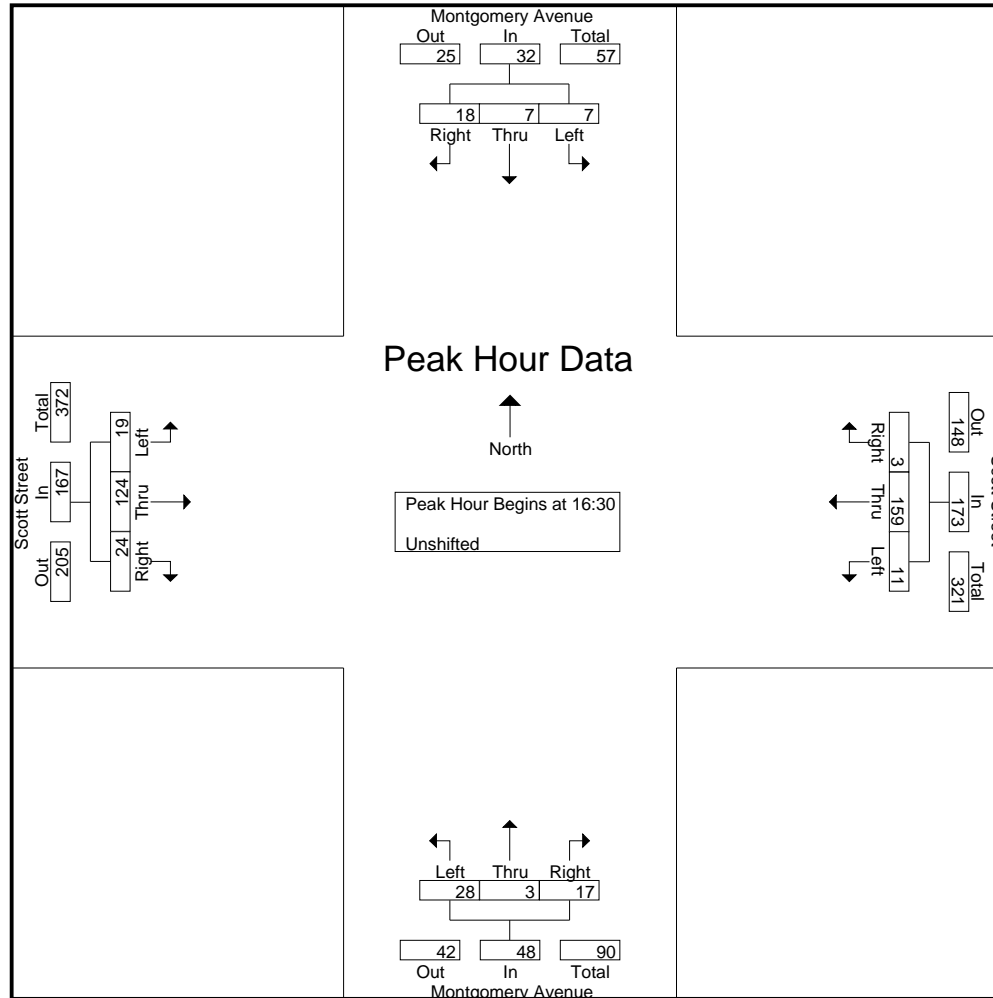 Montgomery Avenue
Out In Total
25 32 57
18 7 7
Right Thru Left
Peak Hour Data
North
Peak Hour Begins at 16:30
Unshifted
Scott Street
Total In Out
372 167 205
19 124 24
Left Thru Right
Right Thru Left
3 159 11
148 173 321
Out In Total
Left Thru Right
28 3 17
42 48 90
Out In Total
Montgomery Avenue